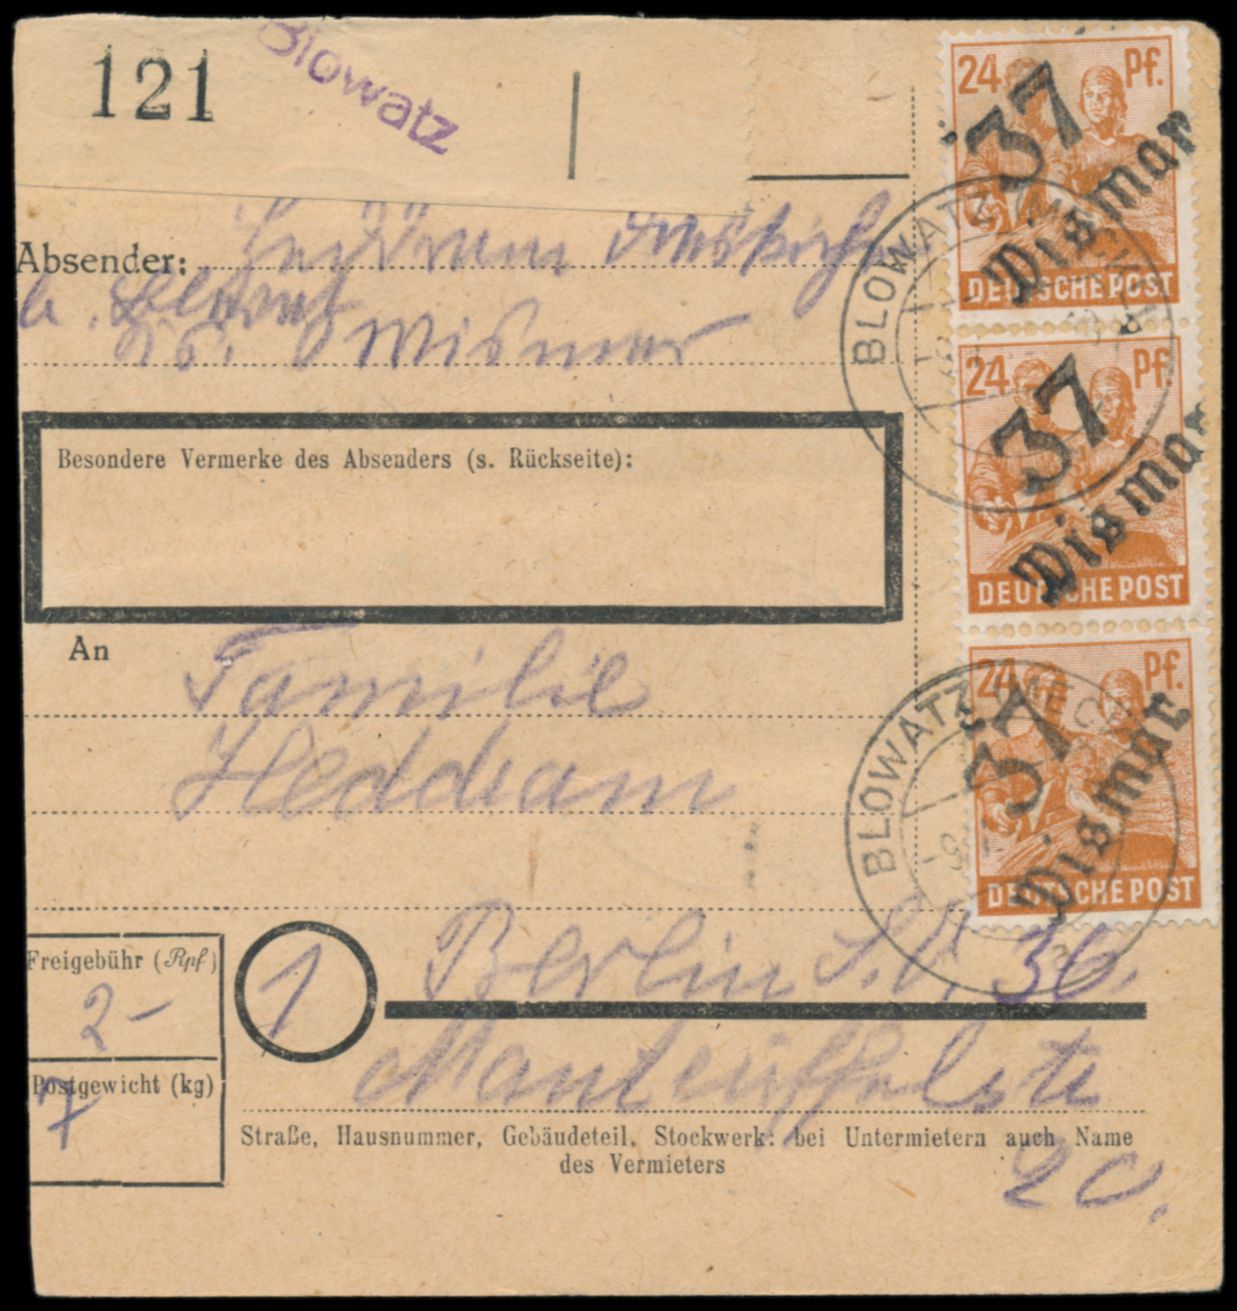 121
Blowatz
24 Pf.
37
Wismar
DEUTSCHE POST
BLOWATZ
Absender:
Wismar
24 Pf.
37
Wismar
DEUTSCHE POST
Besondere Vermerke des Absenders (s. Rückseite):
An
Familie
24 Pf.
37
Wismar
DEUTSCHE POST
BLOWATZ
Freigebühr (Rpf)
2-
1
Berlin S.O. 36.
Postgewicht (kg)
7
Manteuffelstr
Straße, Hausnummer, Gebäudeteil, Stockwerk: bei Untermietern auch Name
des Vermieters
20.